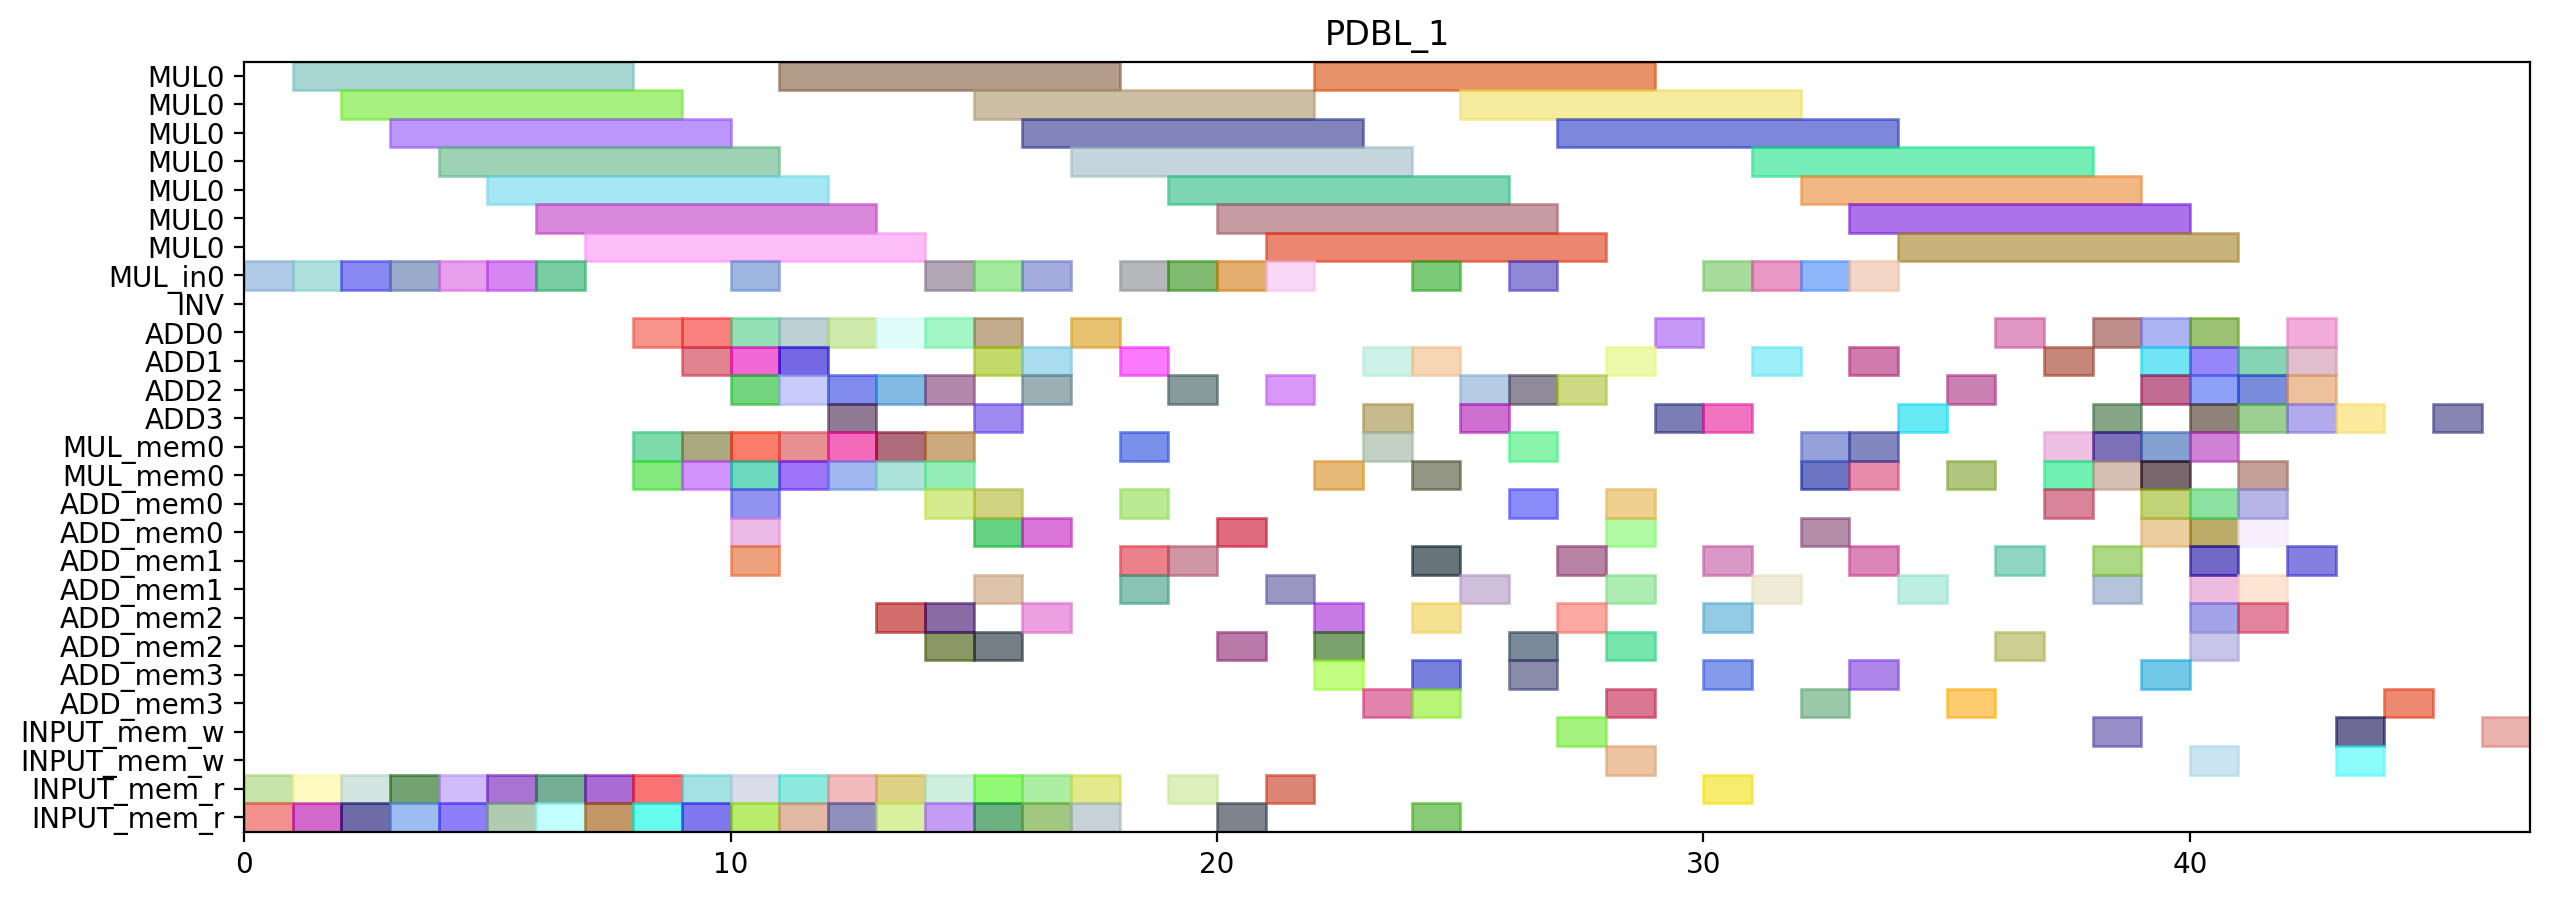 PDBL_1
MUL0
MUL0
MUL0
MUL0
MUL0
MUL0
MUL0
MUL_in0
INV
ADD0
ADD1
ADD2
ADD3
MUL_mem0
MUL_mem0
ADD_mem0
ADD_mem0
ADD_mem1
ADD_mem1
ADD_mem2
ADD_mem2
ADD_mem3
ADD_mem3
INPUT_mem_w
INPUT_mem_w
INPUT_mem_r
INPUT_mem_r
0 10 20 30 40